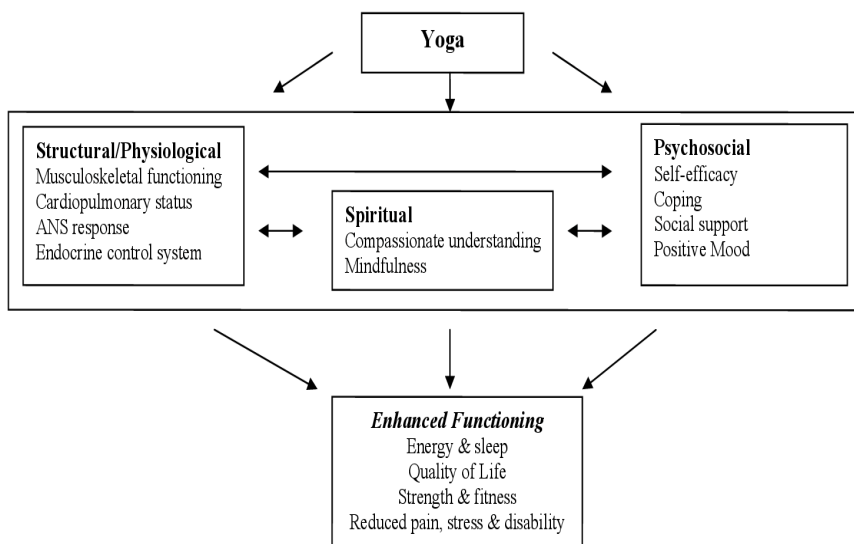 Yoga
Structural/Physiological
Musculoskeletal functioning
Cardiopulmonary status
ANS response
Endocrine control system
Spiritual
Compassionate understanding
Mindfulness
Psychosocial
Self-efficacy
Coping
Social support
Positive Mood
Enhanced Functioning
Energy & sleep
Quality of Life
Strength & fitness
Reduced pain, stress & disability